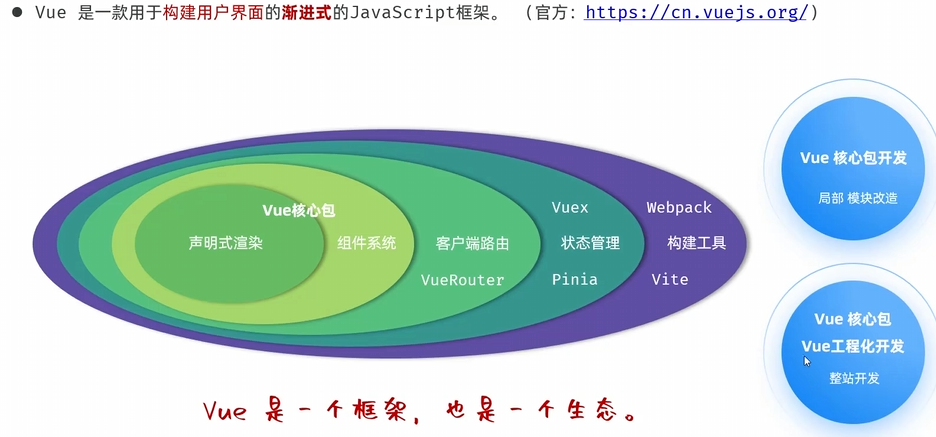 ● Vue 是一款用于构建用户界面的渐进式的JavaScript框架。 （官方：https://cn.vuejs.org/）
Vue核心包
声明式渲染
组件系统
客户端路由
VueRouter
Vuex
状态管理
Pinia
Webpack
构建工具
Vite
Vue 核心包开发
局部 模块改造
Vue 核心包
Vue工程化开发
整站开发
Vue 是一个框架，也是一个生态。